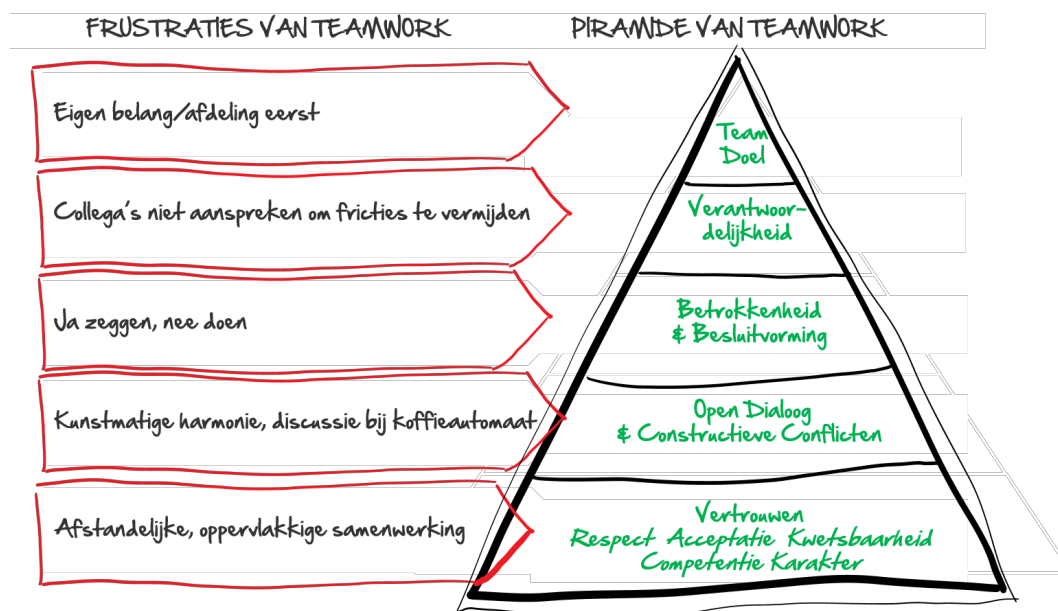 FRUSTRATIES VAN TEAMWORK
PIRAMIDE VAN TEAMWORK
Eigen belang/afdeling eerst
Team
Doel
Collega's niet aanspreken om fricties te vermijden
Verantwoor-
delijkheid
Ja zeggen, nee doen
Betrokkenheid
& Besluitvorming
Kunstmatige harmonie, discussie bij koffieautomaat
Open Dialoog
& Constructieve Conflicten
Afstandelijke, oppervlakkige samenwerking
Vertrouwen
Respect Acceptatie Kwetsbaarheid
Competentie Karakter